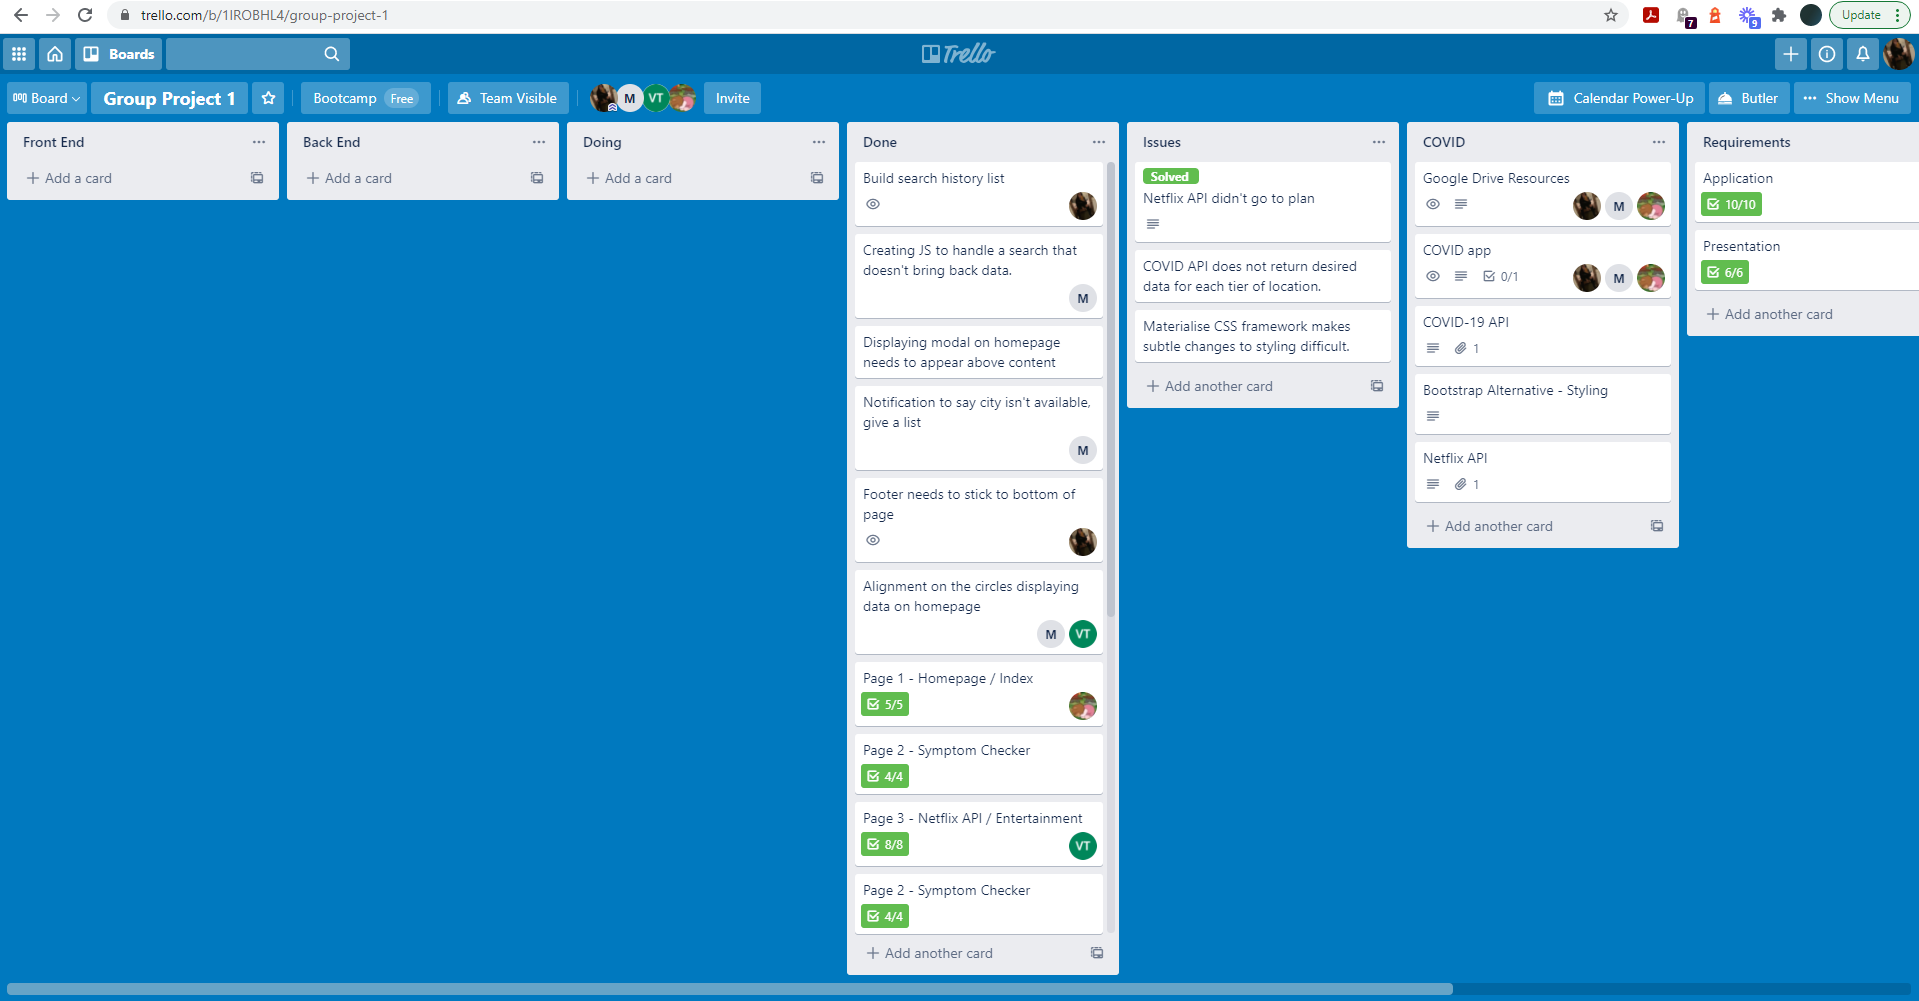 trello.com/b/1IROBHL4/group-project-1
7
9
Update
Boards
Trello
Board
Group Project 1
Bootcamp Free
Team Visible
M
VT
Invite
Calendar Power-Up
Butler
Show Menu
Front End
Add a card
Back End
Add a card
Doing
Add a card
Done
Build search history list
Creating JS to handle a search that
doesn't bring back data.
M
Displaying modal on homepage
needs to appear above content
Notification to say city isn't available,
give a list
M
Footer needs to stick to bottom of
page
Alignment on the circles displaying
data on homepage
M VT
Page 1 - Homepage / Index
5/5
Page 2 - Symptom Checker
4/4
Page 3 - Netflix API / Entertainment
8/8
VT
Page 2 - Symptom Checker
4/4
Add another card
Issues
Solved
Netflix API didn't go to plan
COVID API does not return desired
data for each tier of location.
Materialise CSS framework makes
subtle changes to styling difficult.
Add another card
COVID
Google Drive Resources
M
COVID app
0/1
M
COVID-19 API
1
Bootstrap Alternative - Styling
Netflix API
1
Add another card
Requirements
Application
10/10
Presentation
6/6
Add another card